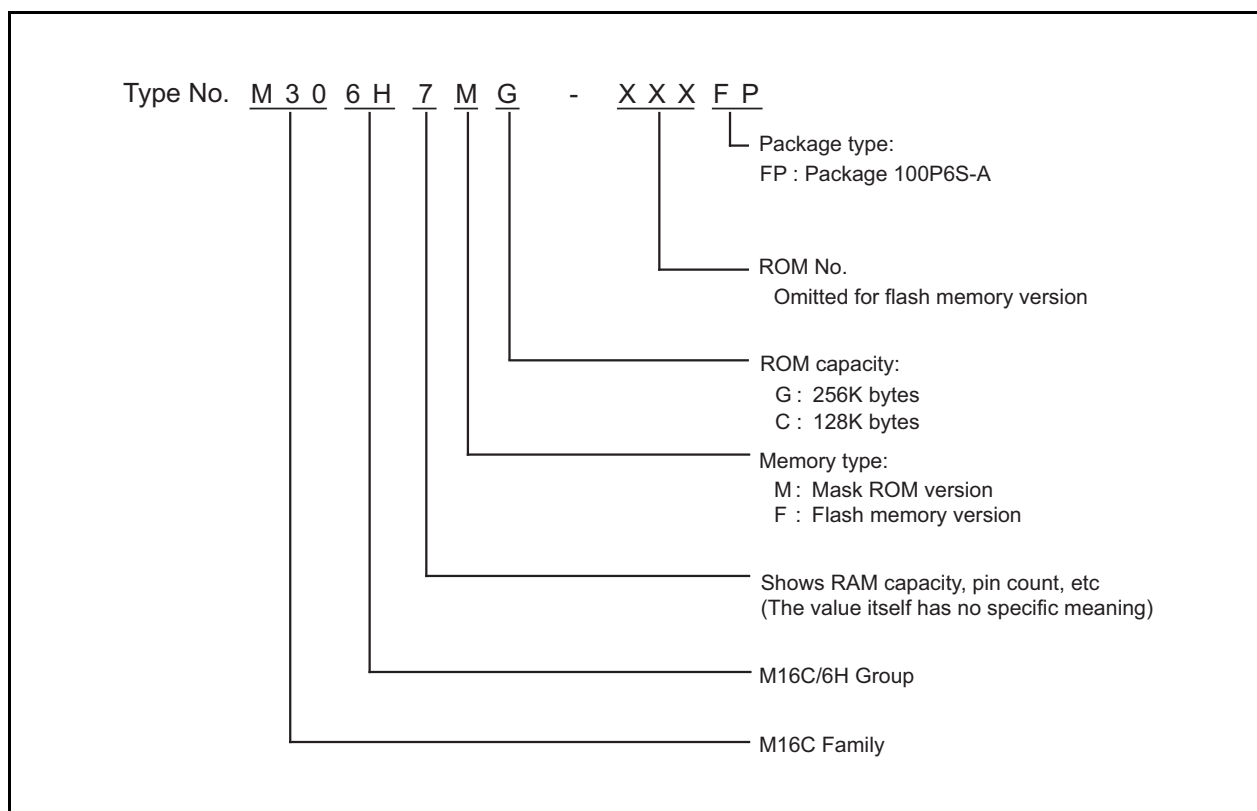 Type No. M 3 0 6 H 7 M G - X X X F P
Package type:
FP : Package 100P6S-A
ROM No.
Omitted for flash memory version
ROM capacity:
G : 256K bytes
C : 128K bytes
Memory type:
M : Mask ROM version
F : Flash memory version
Shows RAM capacity, pin count, etc
(The value itself has no specific meaning)
M16C/6H Group
M16C Family